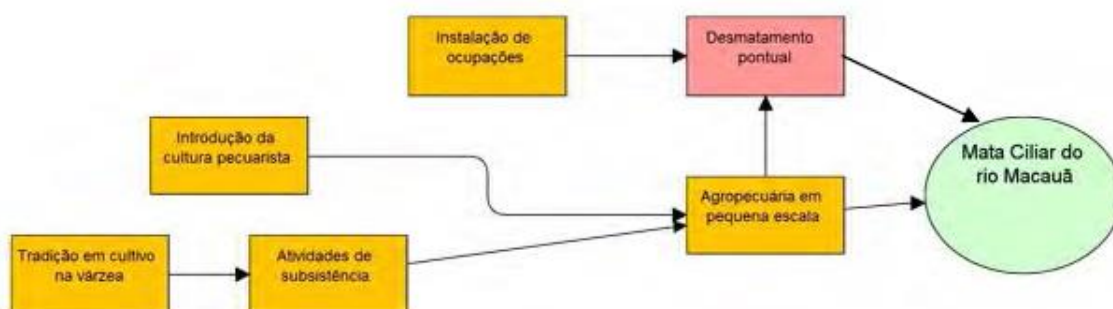 Instalação de
ocupações
Desmatamento
pontual
Introdução da
cultura pecuarista
Mata Ciliar do
rio Macauã
Agropecuária em
pequena escala
Tradição em cultivo
na várzea
Atividades de
subsistência